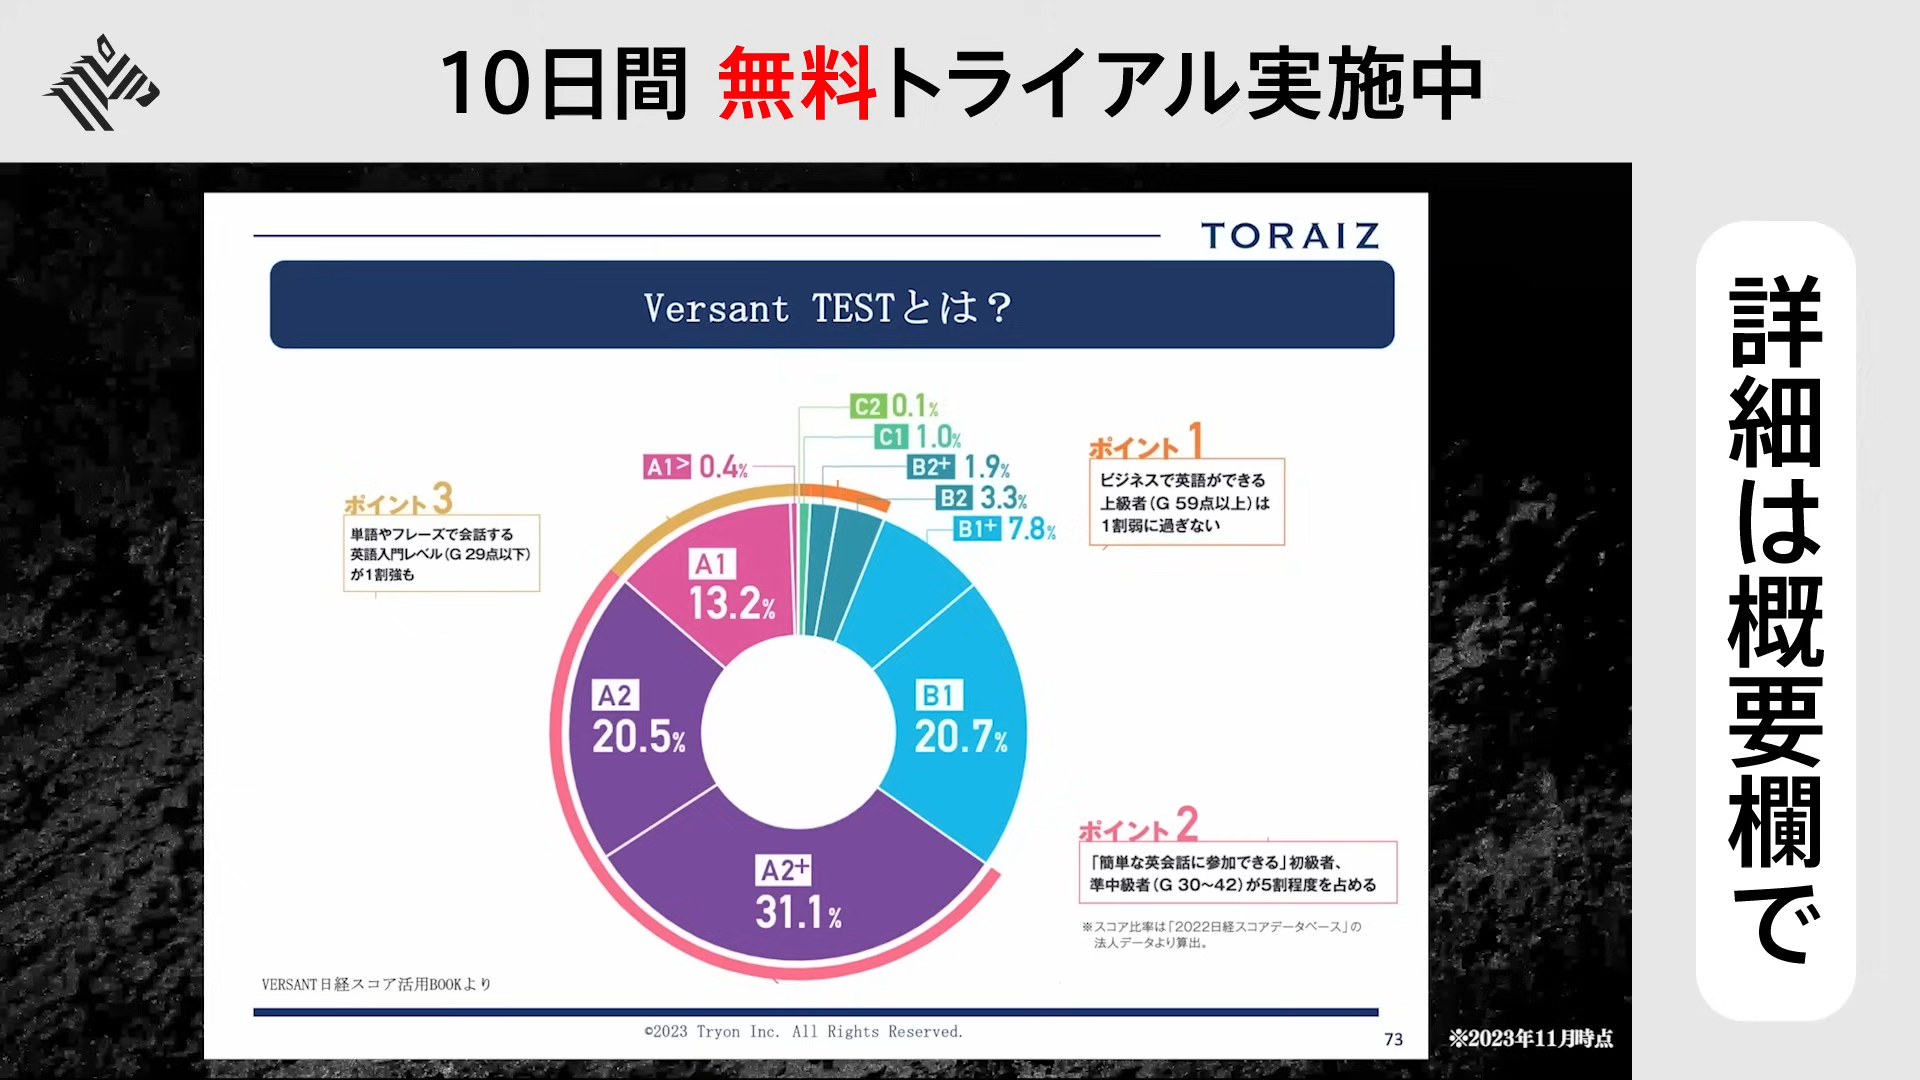 10日間 無料トライアル実施中
TORAIZ
Versant TESTとは？
C2 0.1%
C1 1.0%
A1> 0.4%
B2+ 1.9%
B2 3.3%
B1+ 7.8%
ポイント1
ビジネスで英語ができる
上級者（G 59点以上）は
1割弱に過ぎない
ポイント3
単語やフレーズで会話する
英語入門レベル（G 29点以下）
が1割強も
A1
13.2%
A2
20.5%
B1
20.7%
A2+
31.1%
ポイント2
「簡単な英会話に参加できる」初級者、
準中級者（G 30〜42）が5割程度を占める
※スコア比率は「2022日経スコアデータベース」の
法人データより算出。
VERSANT日経スコア活用BOOKより
©2023 Tryon Inc. All Rights Reserved.
73
※2023年11月時点
詳細は概要欄で